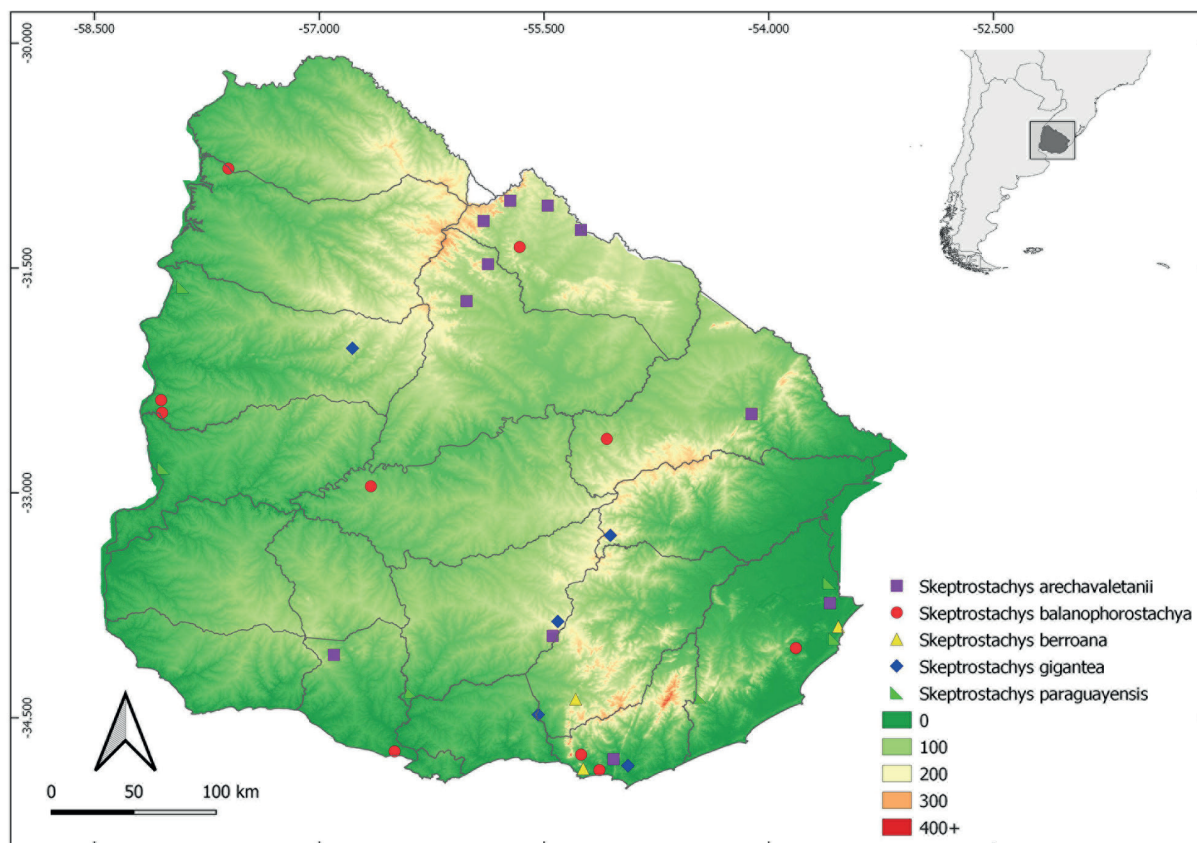 -58.500 -57.000 -55.500 -54.000 -52.500
-30.000
-31.500
-33.000
-34.500
Skeptrostachys arechavaletanii
Skeptrostachys balanophorostachya
Skeptrostachys berroana
Skeptrostachys gigantea
Skeptrostachys paraguayensis
0
100
200
300
400+
0 50 100 km